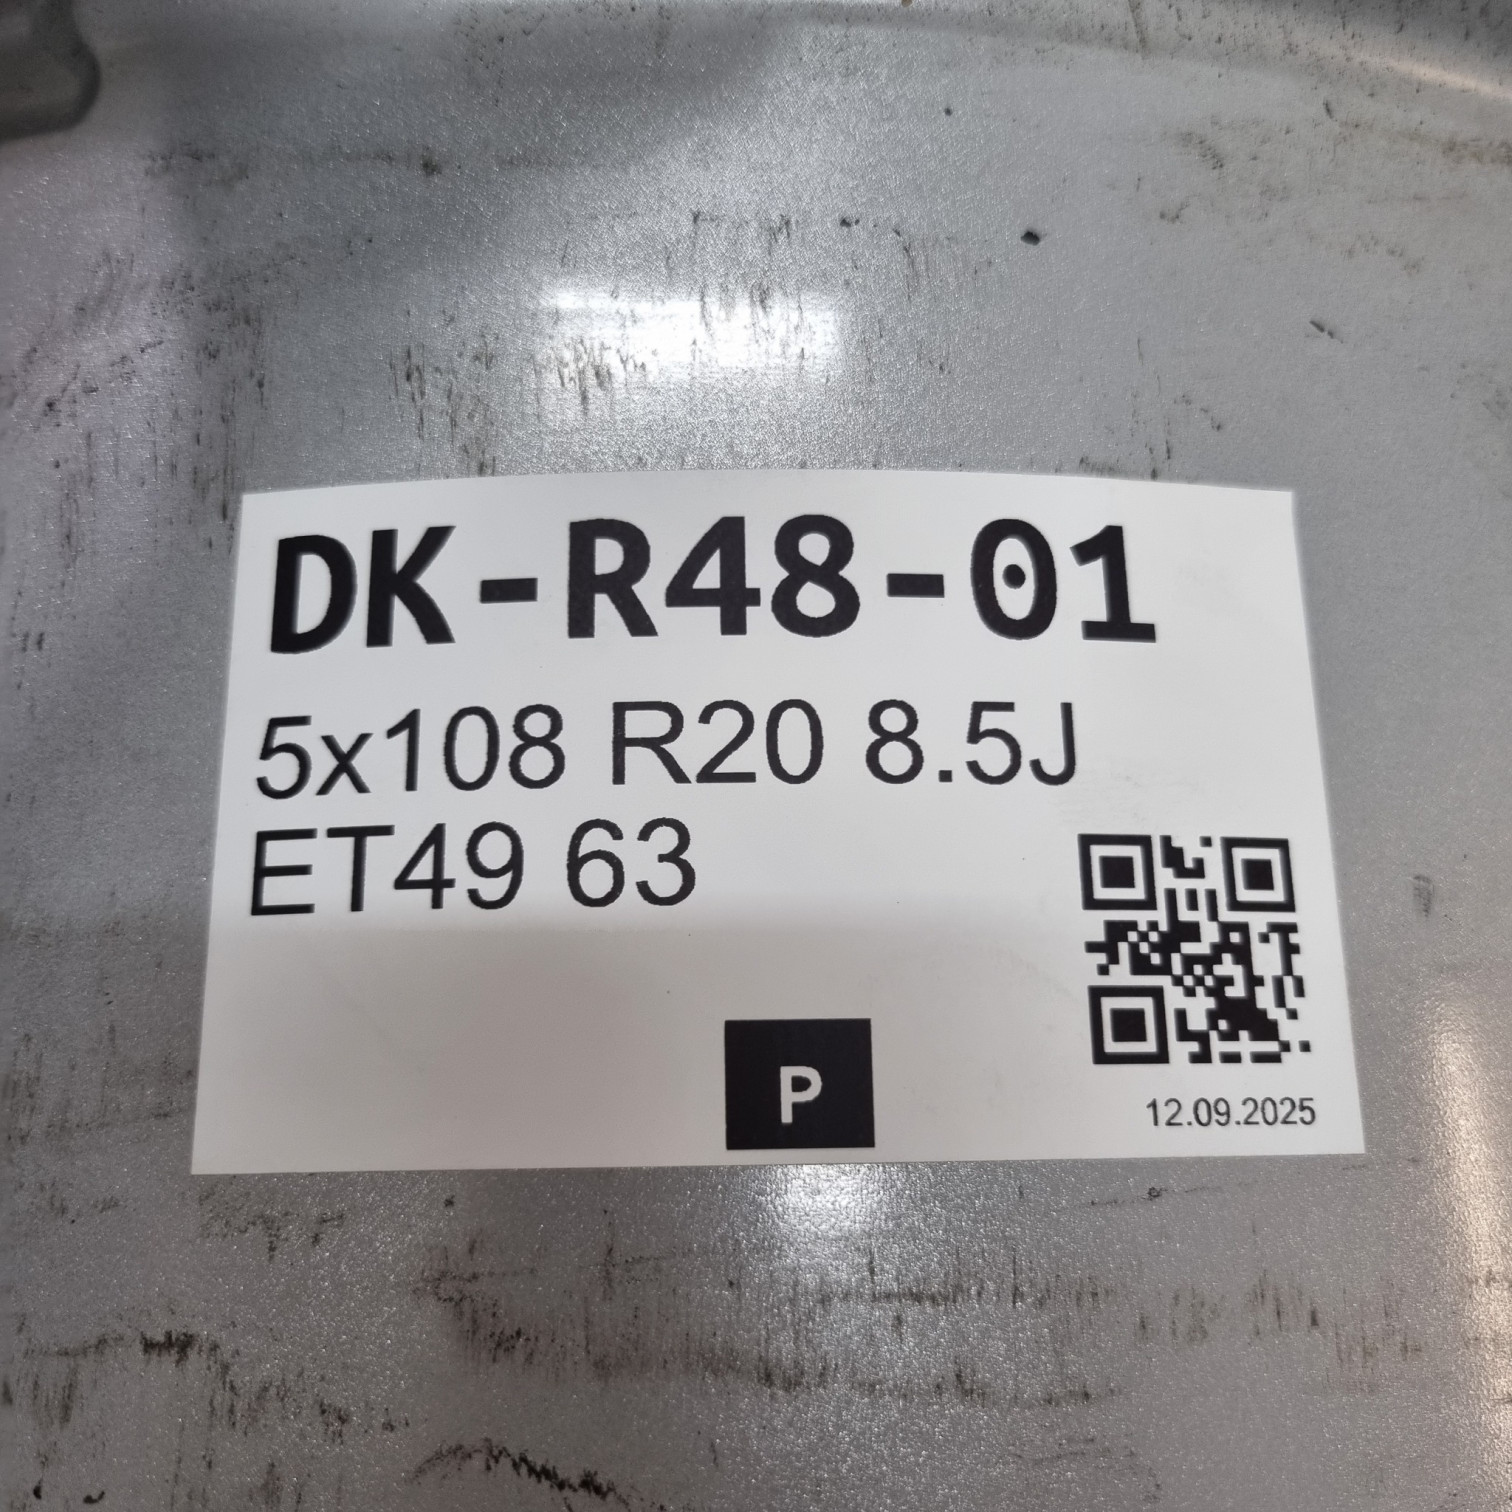 DK-R48-01
5x108 R20 8.5J
ET49 63
P
12.09.2025